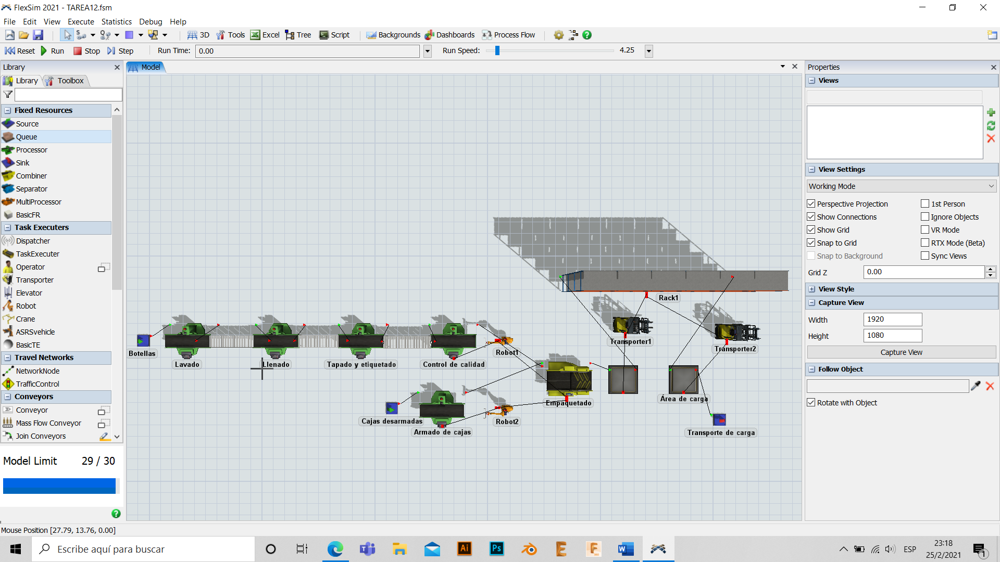 FlexSim 2021 - TAREA12.fsm
File Edit View Execute Statistics Debug Help
3D Tools Excel Tree Script Backgrounds Dashboards Process Flow
Reset Run Stop Step Run Time: 0.00 Run Speed: 4.25
Library
Library Toolbox
Fixed Resources
Source
Queue
Processor
Sink
Combiner
Separator
MultiProcessor
BasicFR
Task Executers
Dispatcher
TaskExecuter
Operator
Transporter
Elevator
Robot
Crane
ASRSvehicle
BasicTE
Travel Networks
NetworkNode
TrafficControl
Conveyors
Conveyor
Mass Flow Conveyor
Join Conveyors
Model Limit 29 / 30
Model
Rack1
Transporter1
Transporter2
Botellas
Lavado
Llenado
Tapado y etiquetado
Control de calidad
Robot1
Empaquetado
Área de carga
Cajas desarmadas
Armado de cajas
Robot2
Transporte de carga
Properties
Views
View Settings
Working Mode
Perspective Projection 1st Person
Show Connections Ignore Objects
Show Grid VR Mode
Snap to Grid RTX Mode (Beta)
Snap to Background Sync Views
Grid Z 0.00
View Style
Capture View
Width 1920
Height 1080
Capture View
Follow Object
Rotate with Object
Mouse Position [27.79, 13.76, 0.00]
Escribe aquí para buscar
Ai
Ps
ESP
23:18
25/2/2021
1